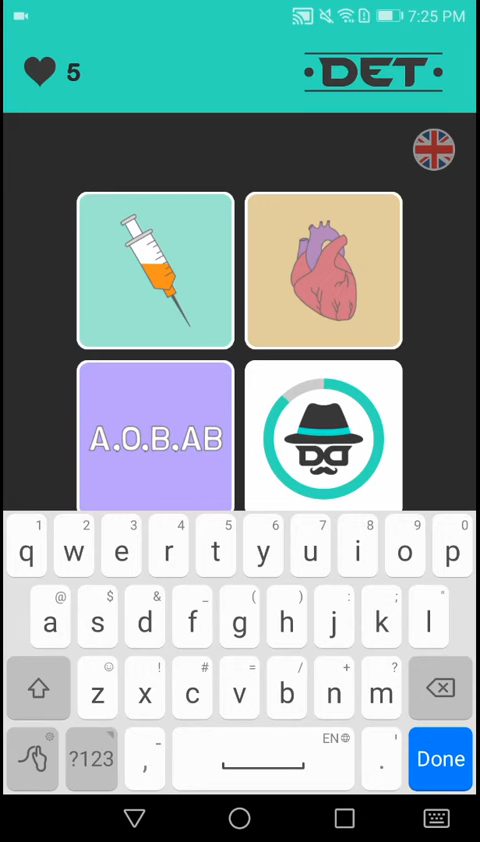 7:25 PM
5
DET
A.O.B.AB
1 2 3 4 5 6 7 8 9 0
q w e r t y u i o p
@ $ & _ ( ) : ; "
a s d f g h j k l
! # = / + ?
z x c v b n m
EN
?123 , - . ' Done